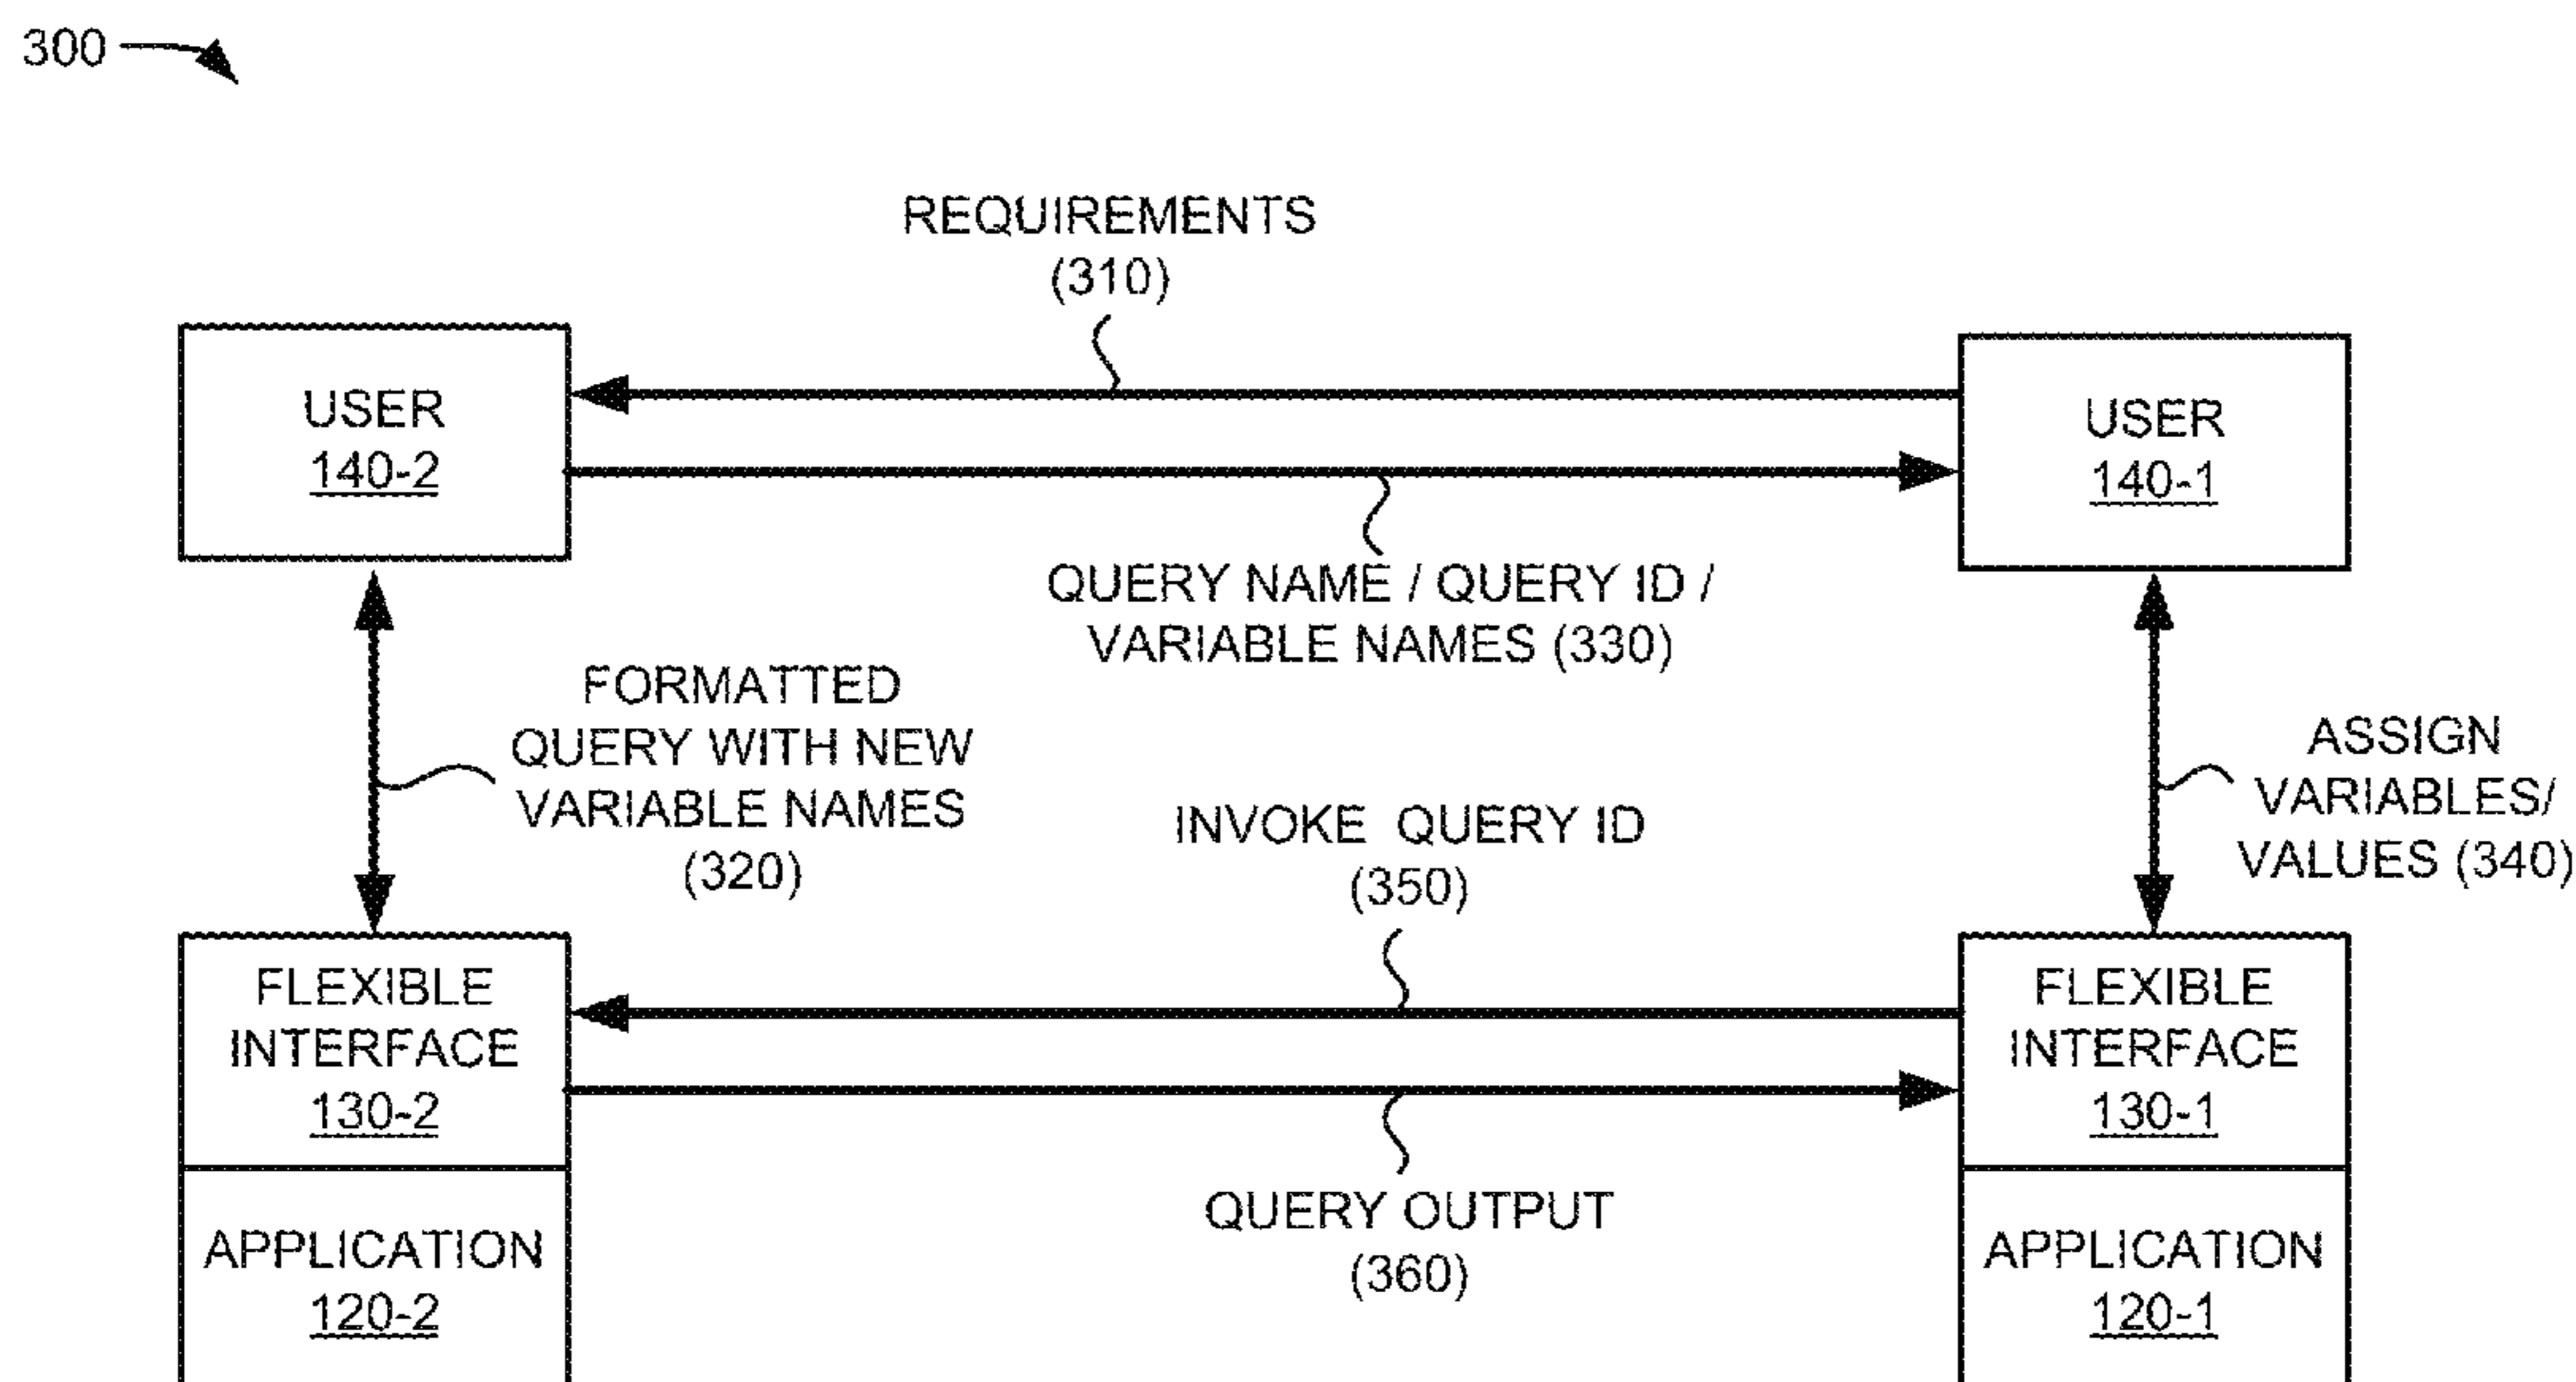 300
REQUIREMENTS
(310)
USER
140-2
USER
140-1
QUERY NAME / QUERY ID /
VARIABLE NAMES (330)
FORMATTED
QUERY WITH NEW
VARIABLE NAMES
(320)
ASSIGN
VARIABLES/
VALUES (340)
INVOKE QUERY ID
(350)
FLEXIBLE
INTERFACE
130-2
FLEXIBLE
INTERFACE
130-1
QUERY OUTPUT
(360)
APPLICATION
120-2
APPLICATION
120-1